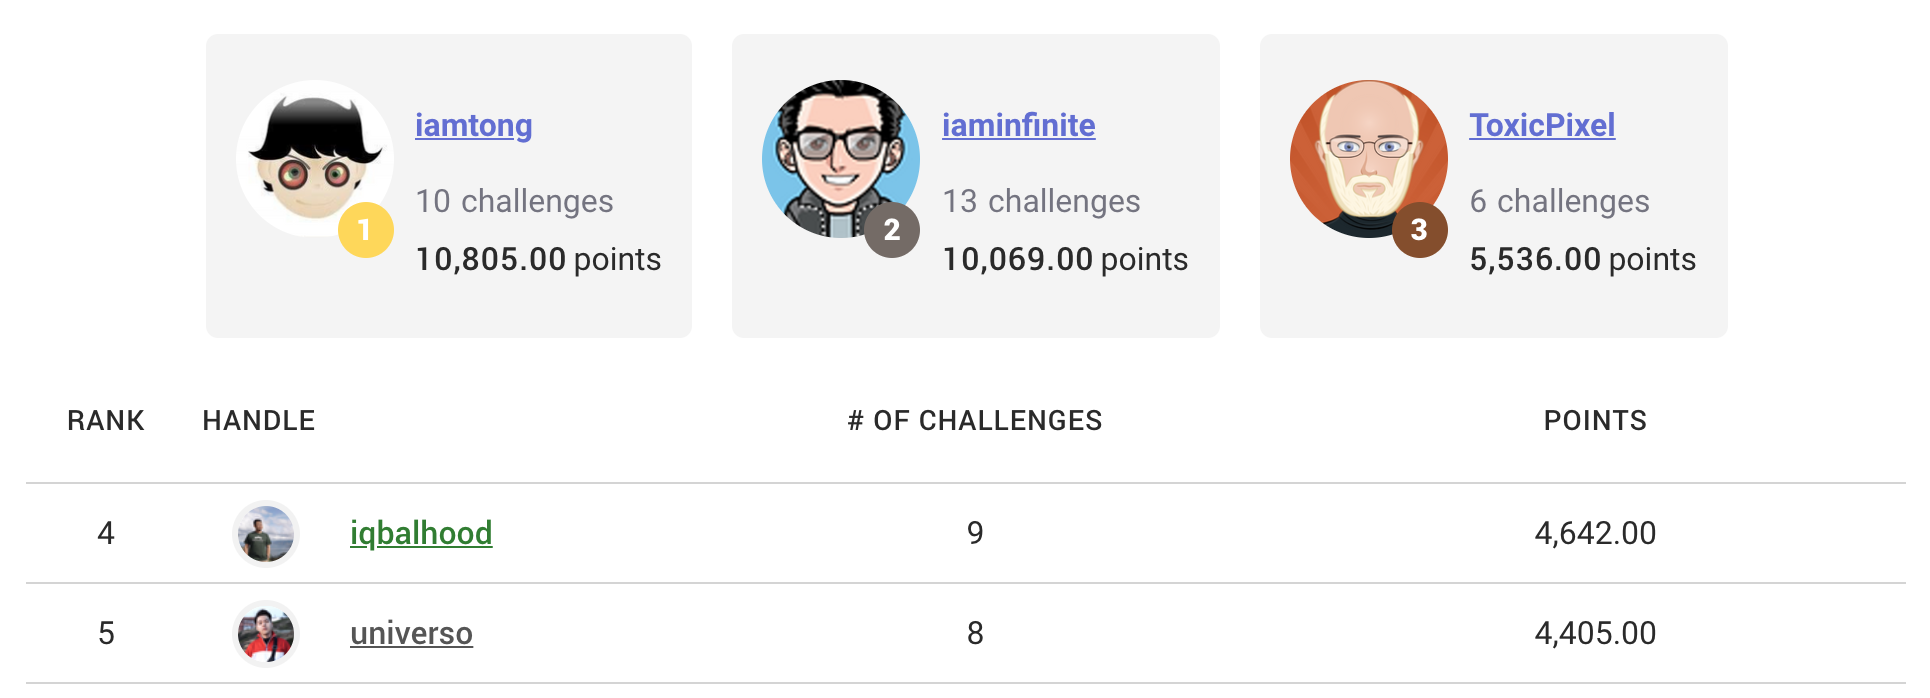 iamtong
10 challenges
1
10,805.00 points
iaminfinite
13 challenges
2
10,069.00 points
ToxicPixel
6 challenges
3
5,536.00 points
RANK HANDLE # OF CHALLENGES POINTS
4 iqbalhood 9 4,642.00
5 universo 8 4,405.00